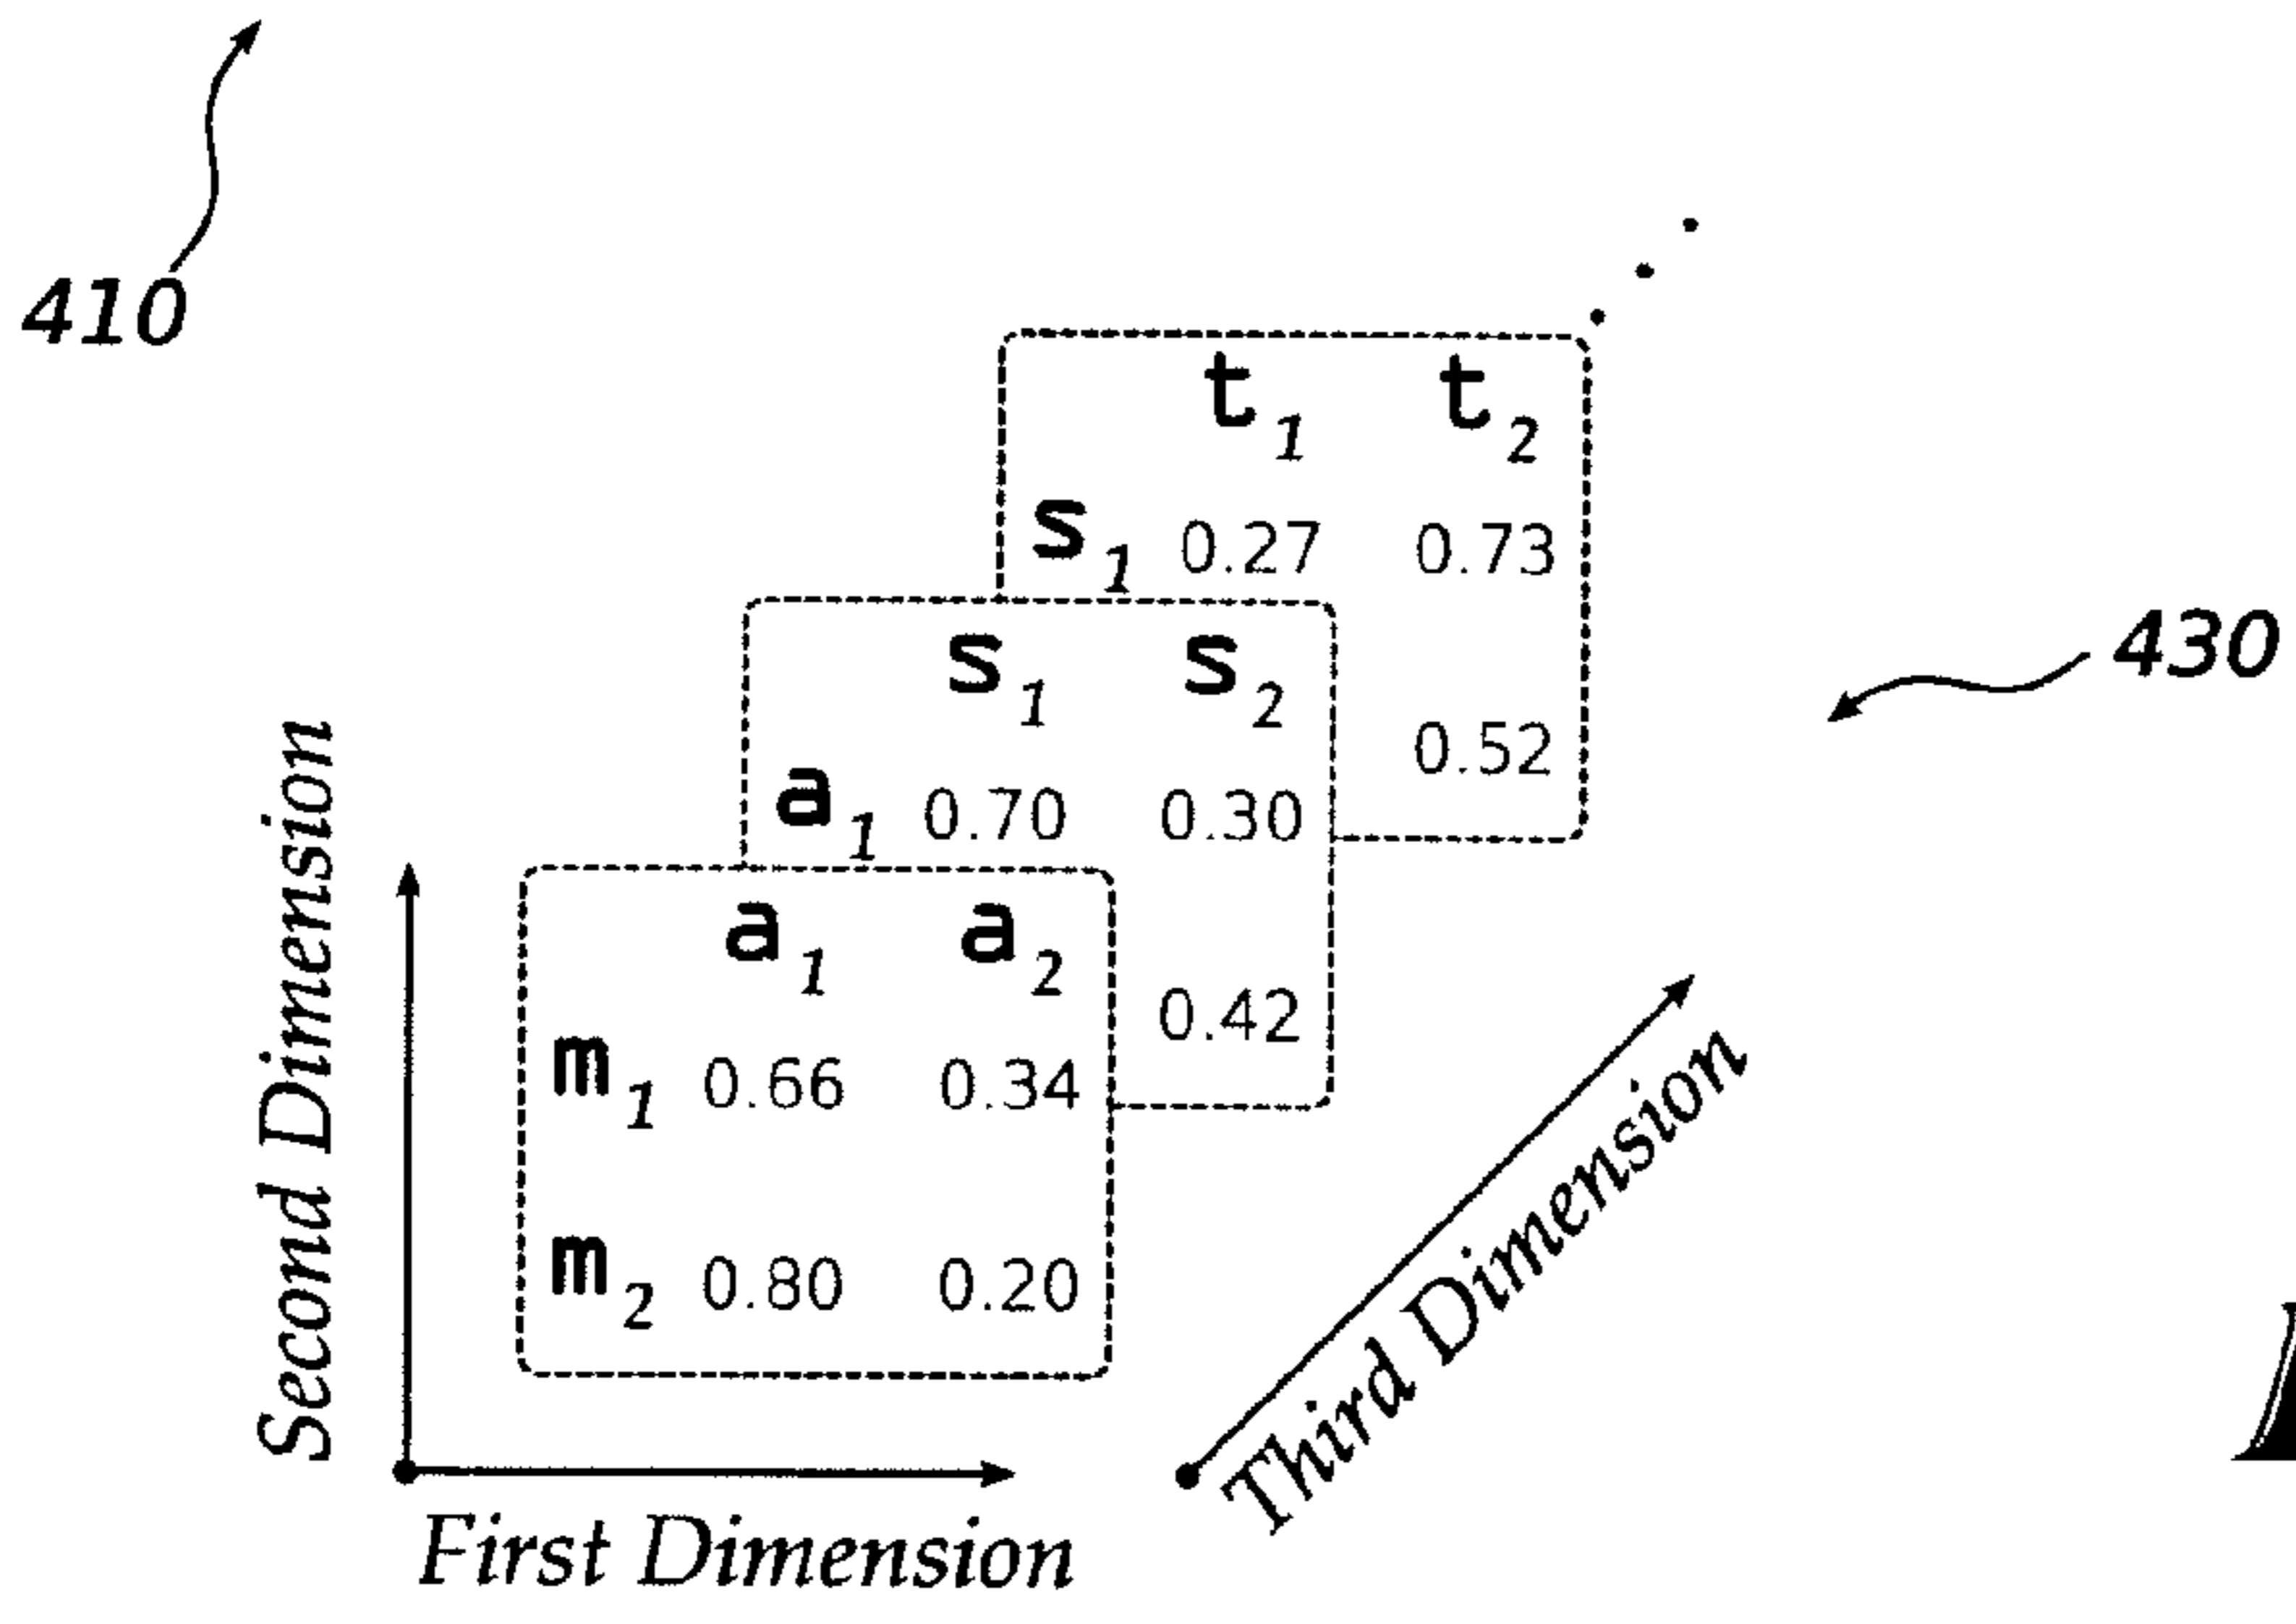 410
t1 t2
s1 0.27 0.73
430
s1 s2
0.52
a1 0.70 0.30
a1 a2
0.42
m1 0.66 0.34
m2 0.80 0.20
Second Dimension
Third Dimension
First Dimension